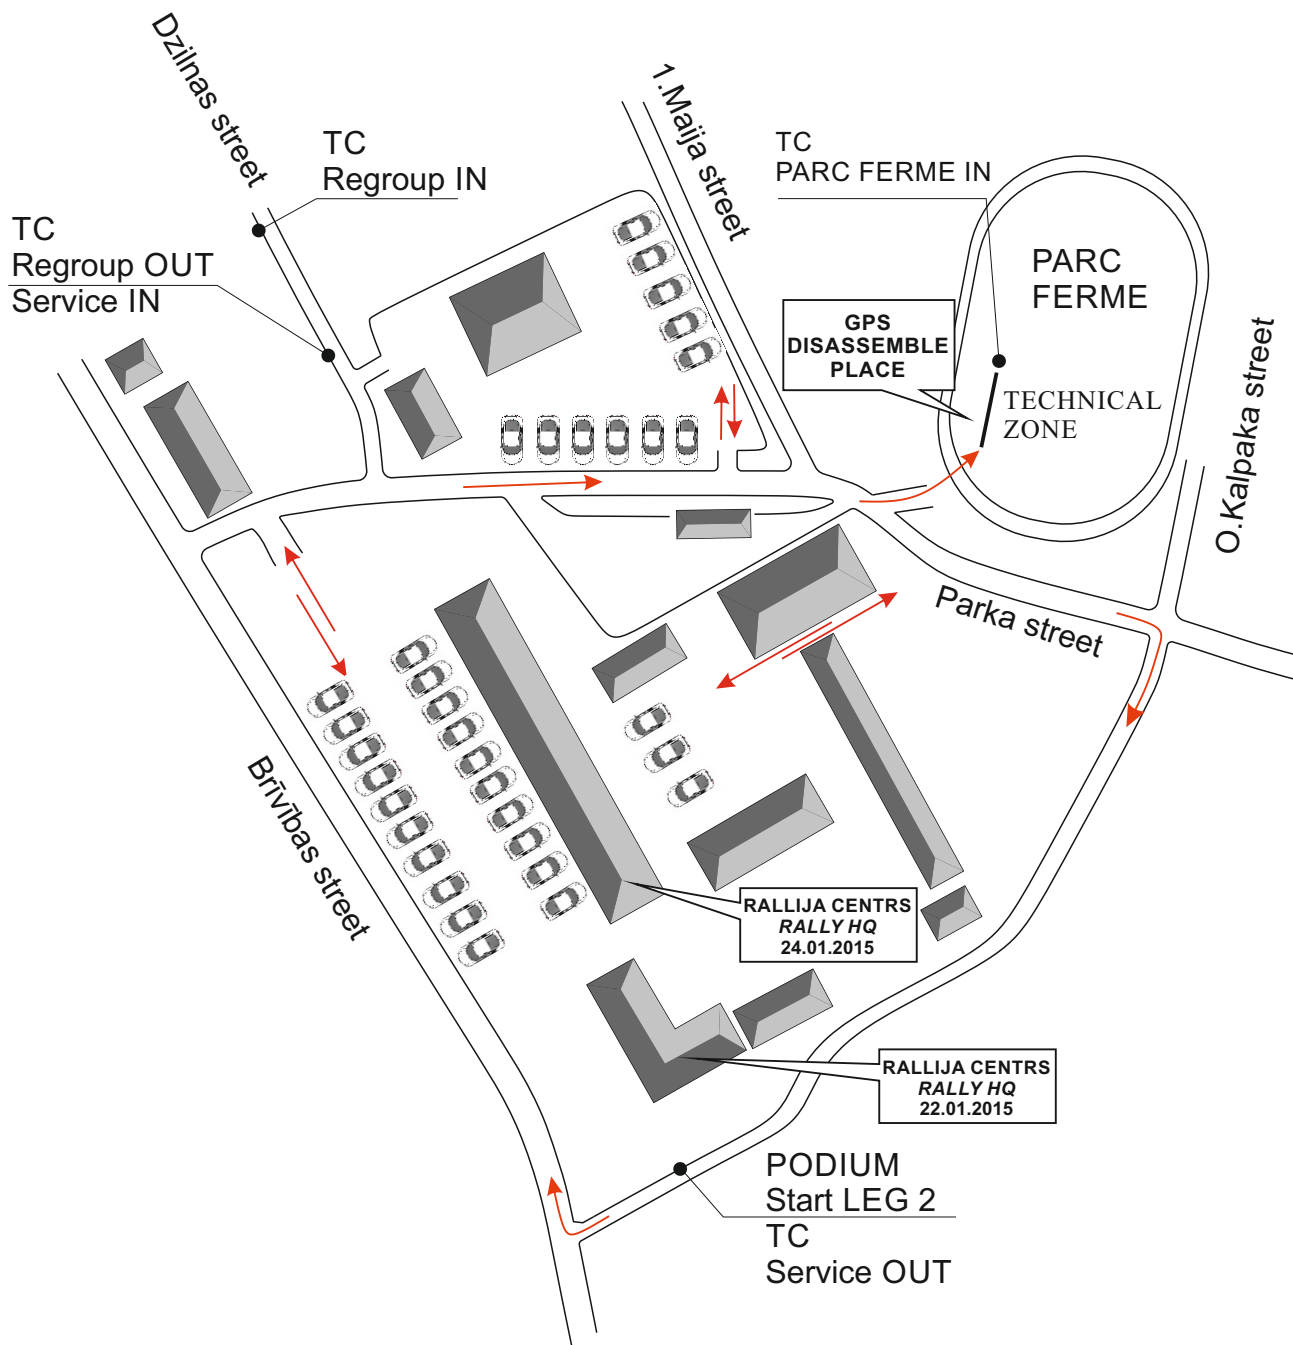 Dzilnas street
TC
Regroup IN
TC
Regroup OUT
Service IN
1.Maija street
TC
PARC FERME IN
PARC
FERME
GPS
DISASSEMBLE
PLACE
TECHNICAL
ZONE
O.Kalpaka street
Parka street
Brīvības street
RALLIJA CENTRS
RALLY HQ
24.01.2015
RALLIJA CENTRS
RALLY HQ
22.01.2015
PODIUM
Start LEG 2
TC
Service OUT